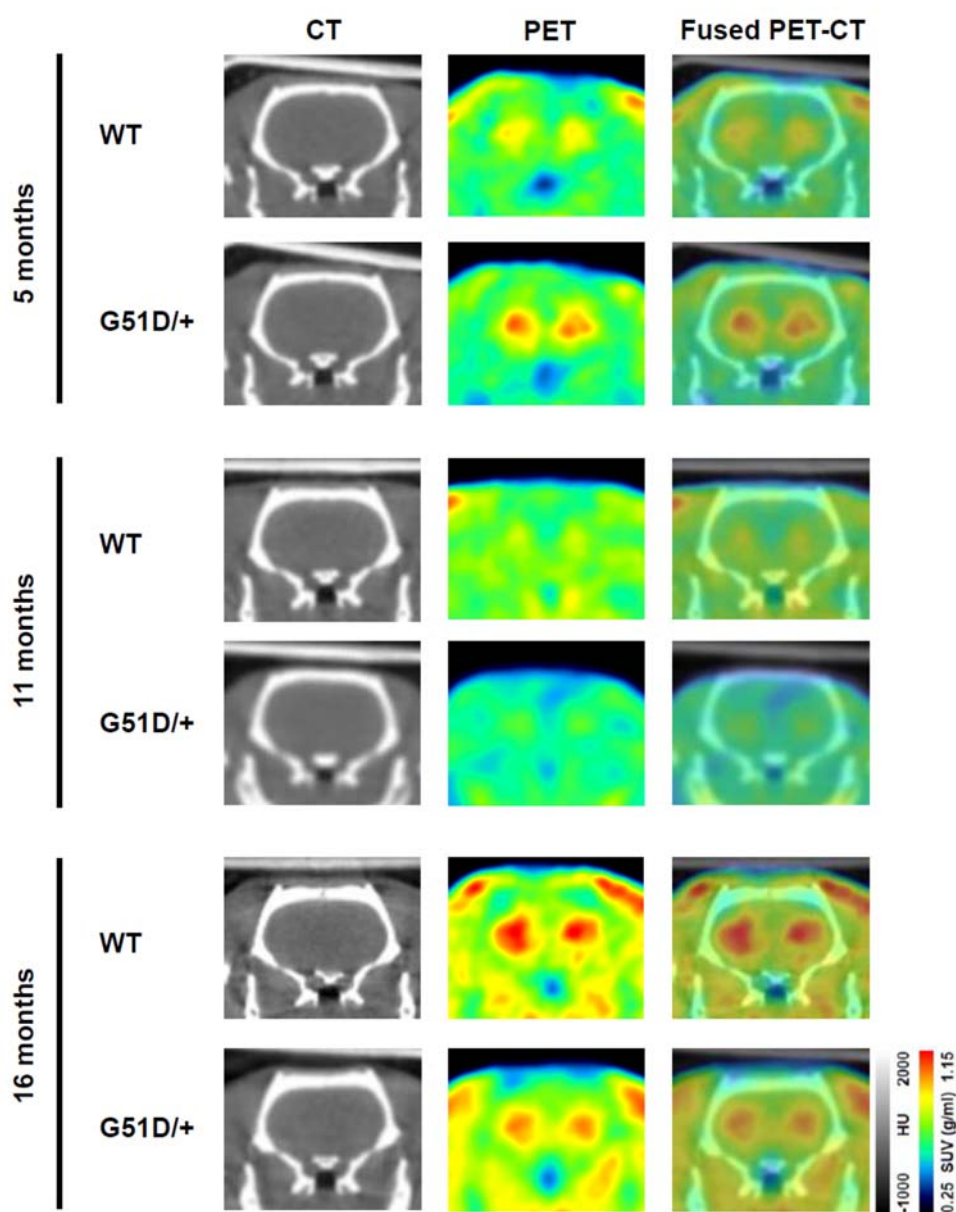 CT PET Fused PET-CT
5 months
WT
G51D/+
11 months
WT
G51D/+
16 months
WT
G51D/+
-1000 HU 2000
0.25 SUV (g/ml) 1.15